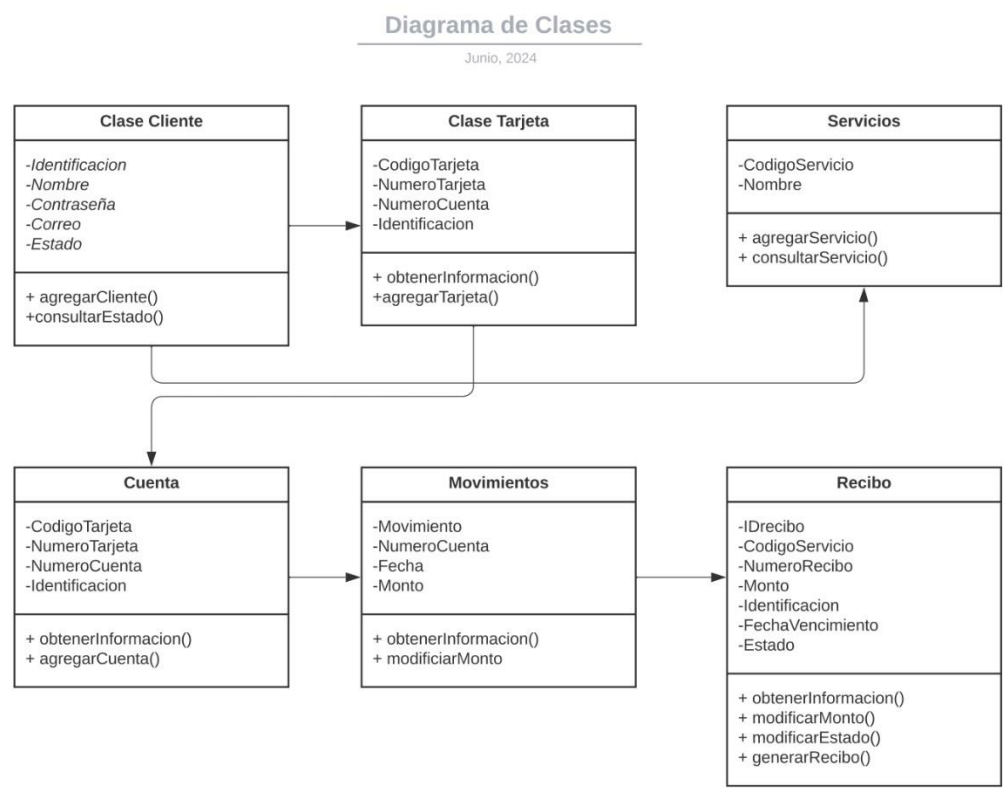 Diagrama de Clases
Junio, 2024
Clase Cliente
-Identificacion
-Nombre
-Contraseña
-Correo
-Estado
+ agregarCliente()
+consultarEstado()
Clase Tarjeta
-CodigoTarjeta
-NumeroTarjeta
-NumeroCuenta
-Identificacion
+ obtenerInformacion()
+agregarTarjeta()
Servicios
-CodigoServicio
-Nombre
+ agregarServicio()
+ consultarServicio()
Cuenta
-CodigoTarjeta
-NumeroTarjeta
-NumeroCuenta
-Identificacion
+ obtenerInformacion()
+ agregarCuenta()
Movimientos
-Movimiento
-NumeroCuenta
-Fecha
-Monto
+ obtenerInformacion()
+ modificiarMonto
Recibo
-IDrecibo
-CodigoServicio
-NumeroRecibo
-Monto
-Identificacion
-FechaVencimiento
-Estado
+ obtenerInformacion()
+ modificarMonto()
+ modificarEstado()
+ generarRecibo()